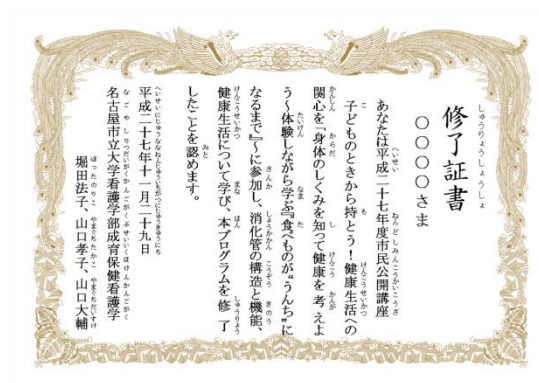 修了証書
〇〇〇〇さま
あなたは平成二十七年度市民公開講座
子どものときから持とう！健康生活への
関心を「身体のしくみを知って健康を考えよ
う～体験しながら学ぶ『食べものが“うんち”に
なるまで』～に参加し、消化管の構造と機能、
健康生活について学び、本プログラムを修了
したことを認めます。
平成二十七年十一月二十九日
名古屋市立大学看護学部成育保健看護学
堀田法子、山口孝子、山口大輔